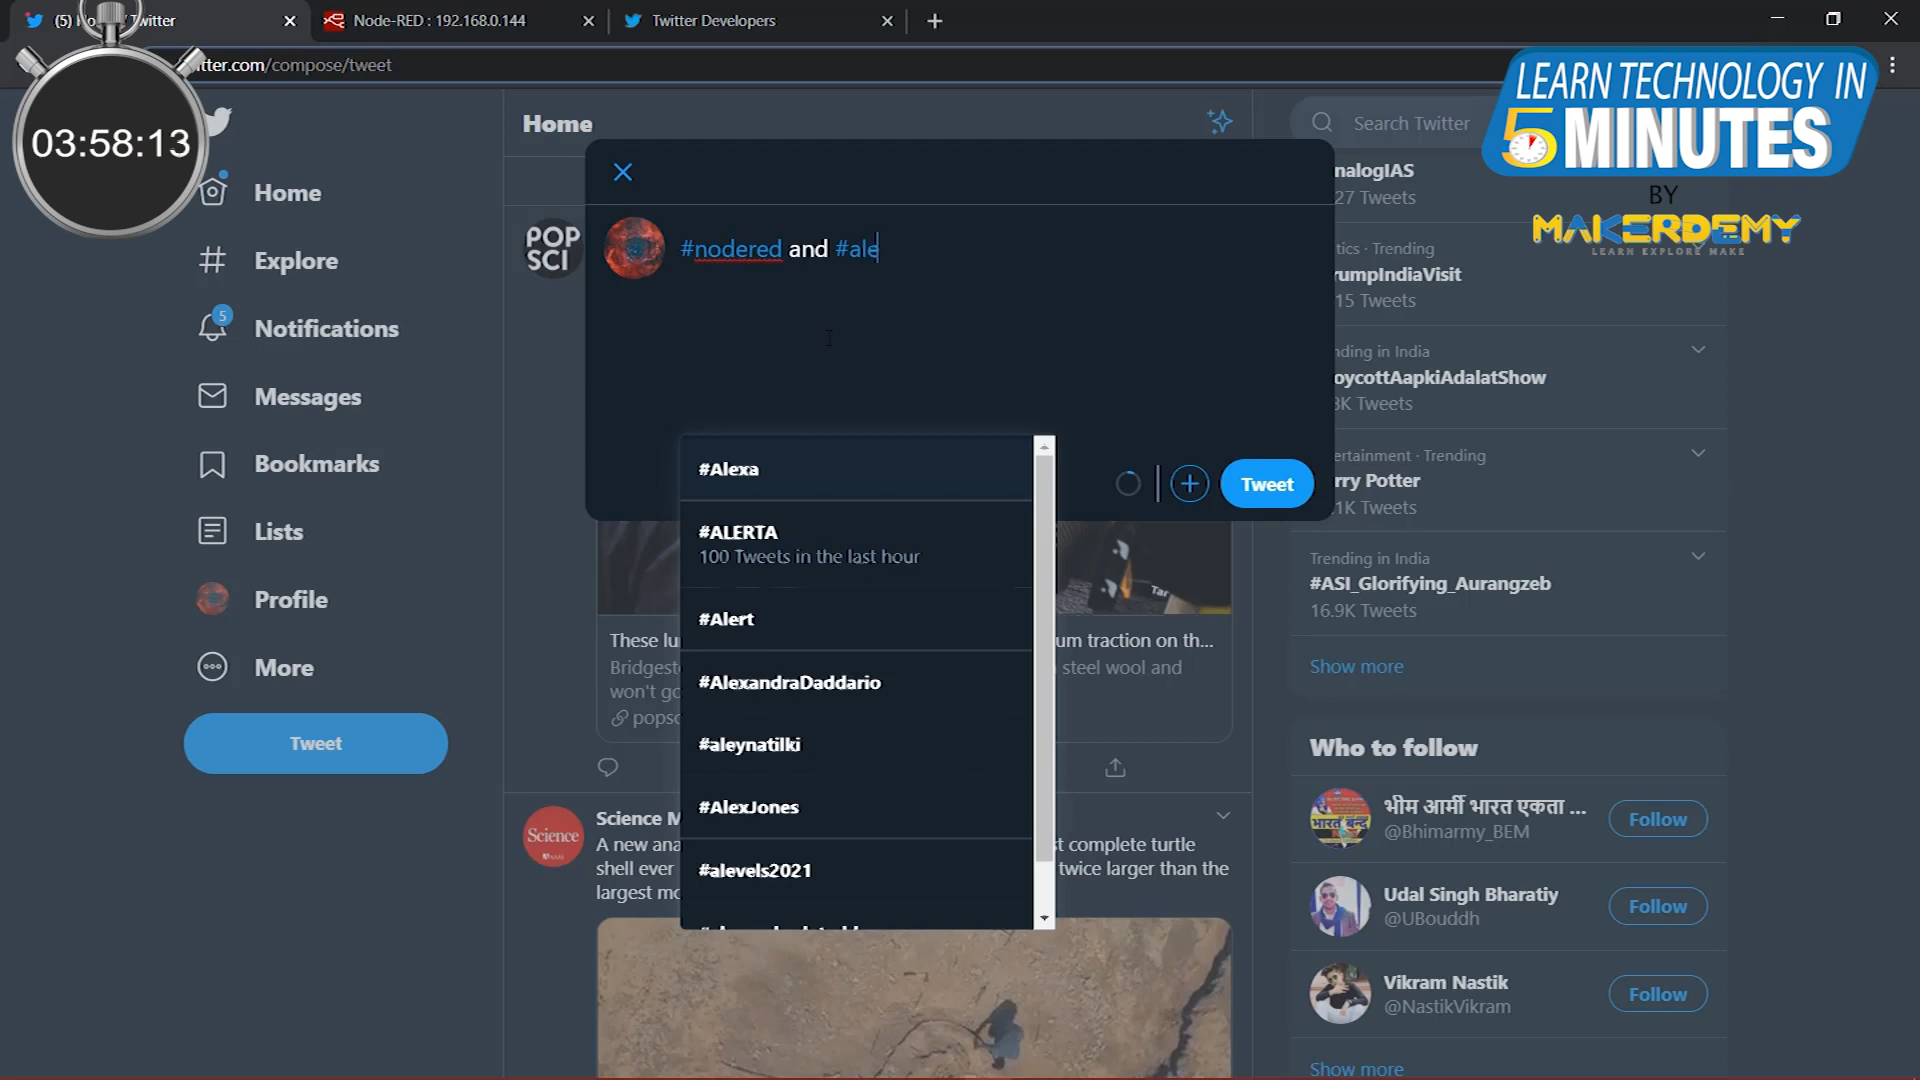 (5)
Twitter
Node-RED : 192.168.0.144
Twitter Developers
tter.com/compose/tweet
03:58:13
LEARN TECHNOLOGY IN
5 MINUTES
BY
MAKERDEMY
LEARN EXPLORE MAKE
Home
Explore
5
Notifications
Messages
Bookmarks
Lists
Profile
More
Tweet
Home
POP
SCI
#nodered and #ale
Tweet
#Alexa
#ALERTA
100 Tweets in the last hour
#Alert
#AlexandraDaddario
#aleynatilki
#AlexJones
#alevels2021
Tar
These lu
um traction on th...
Bridgest
steel wool and
won't go
popsc
Science
AAAS
Science M
A new ana
t complete turtle
shell ever
twice larger than the
largest mo
Search Twitter
nalogIAS
27 Tweets
tics · Trending
rumpIndiaVisit
15 Tweets
nding in India
oycottAapkiAdalatShow
3K Tweets
ertainment · Trending
rry Potter
1K Tweets
Trending in India
#ASI_Glorifying_Aurangzeb
16.9K Tweets
Show more
Who to follow
भीम आर्मी भारत एकता ...
@Bhimarmy_BEM
Follow
Udal Singh Bharatiy
@UBouddh
Follow
Vikram Nastik
@NastikVikram
Follow
Show more